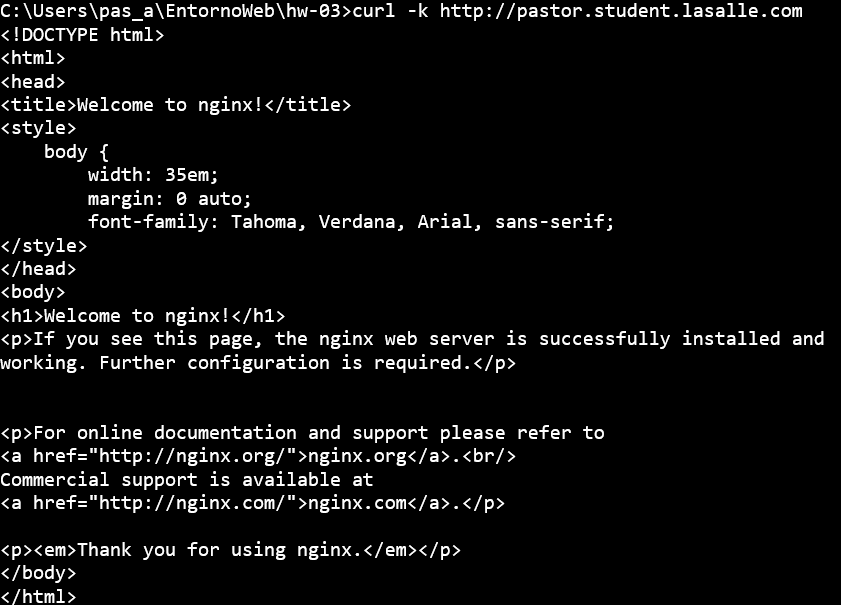 C:\Users\pas_a\EntornoWeb\hw-03>curl -k http://pastor.student.lasalle.com
<!DOCTYPE html>
<html>
<head>
<title>Welcome to nginx!</title>
<style>
    body {
        width: 35em;
        margin: 0 auto;
        font-family: Tahoma, Verdana, Arial, sans-serif;
</style>
</head>
<body>
<h1>Welcome to nginx!</h1>
<p>If you see this page, the nginx web server is successfully installed and
working. Further configuration is required.</p>
<p>For online documentation and support please refer to
<a href="http://nginx.org/">nginx.org</a>.<br/>
Commercial support is available at
<a href="http://nginx.com/">nginx.com</a>.</p>
<p><em>Thank you for using nginx.</em></p>
</body>
</html>